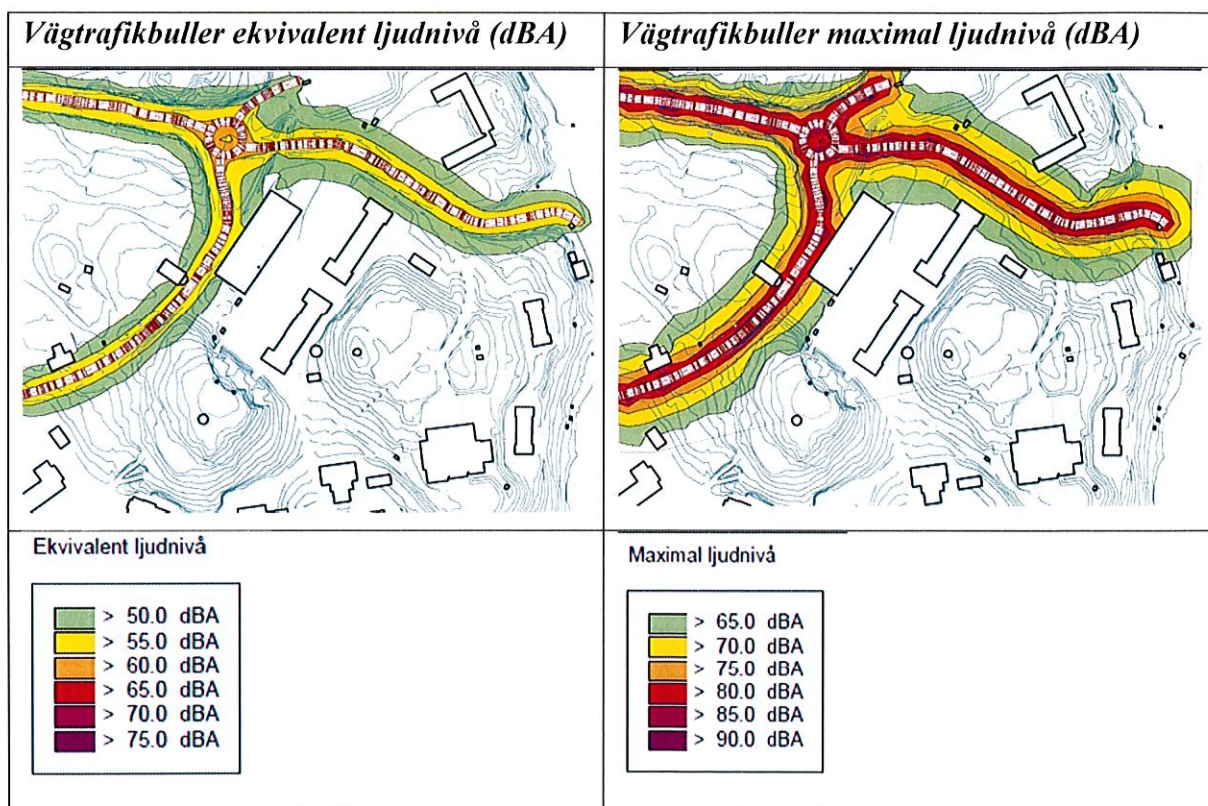 Vägtrafikbuller ekvivalent ljudnivå (dBA)
Vägtrafikbuller maximal ljudnivå (dBA)
Ekvivalent ljudnivå
> 50.0 dBA
> 55.0 dBA
> 60.0 dBA
> 65.0 dBA
> 70.0 dBA
> 75.0 dBA
Maximal ljudnivå
> 65.0 dBA
> 70.0 dBA
> 75.0 dBA
> 80.0 dBA
> 85.0 dBA
> 90.0 dBA